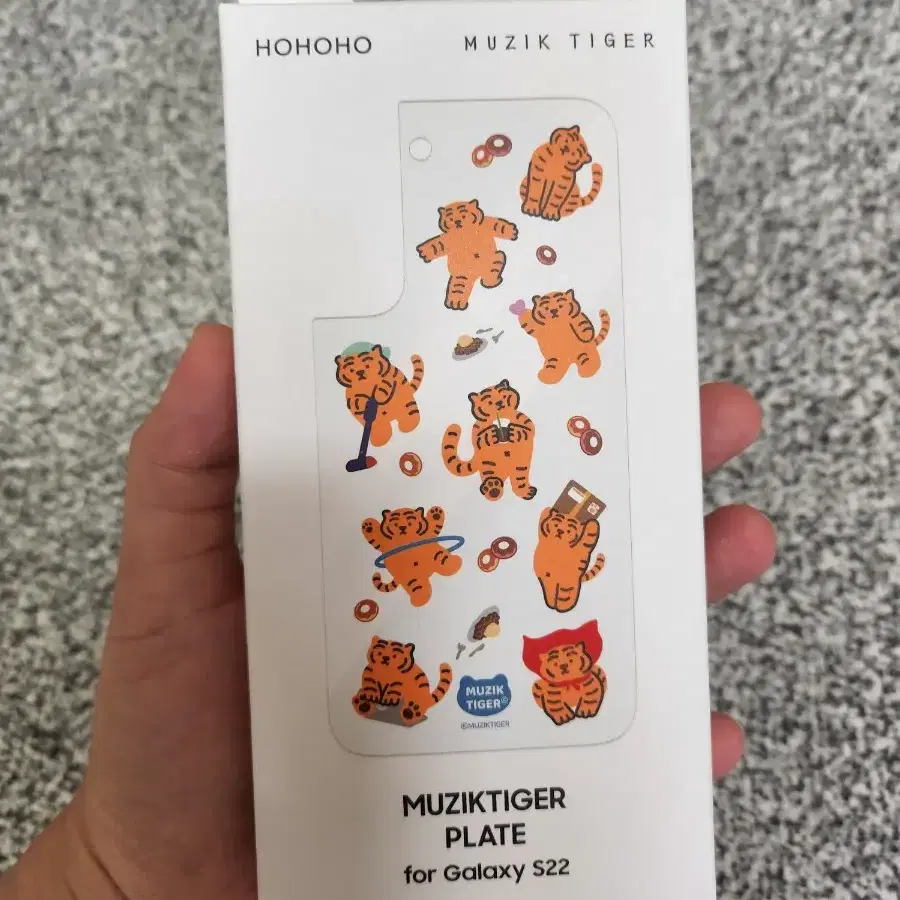 HOHOHO
MUZIK TIGER
MUZIK
TIGER
©MUZIKTIGER
MUZIKTIGER
PLATE
for Galaxy S22